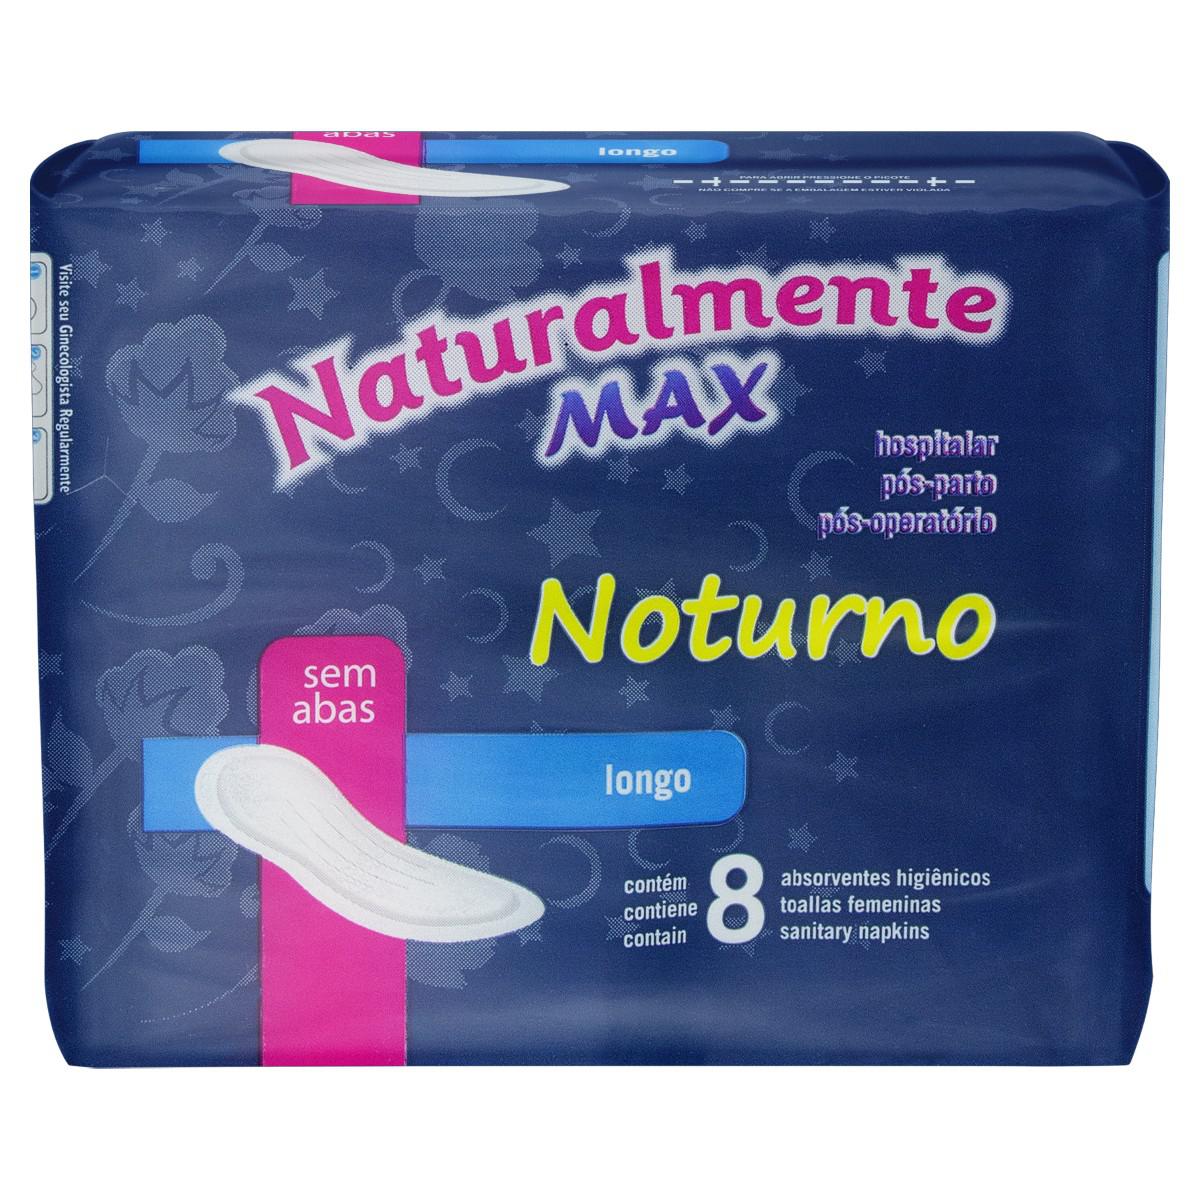 abas
longo
PARA ABRIR PRESSIONE O PICOTE
NÃO COMPRE SE A EMBALAGEM ESTIVER VIOLADA
Visite seu Ginecologista Regularmente
Naturalmente
MAX
hospitalar
pós-parto
pós-operatório
Noturno
sem
abas
longo
contém
contiene
contain
8
absorventes higiênicos
toallas femeninas
sanitary napkins